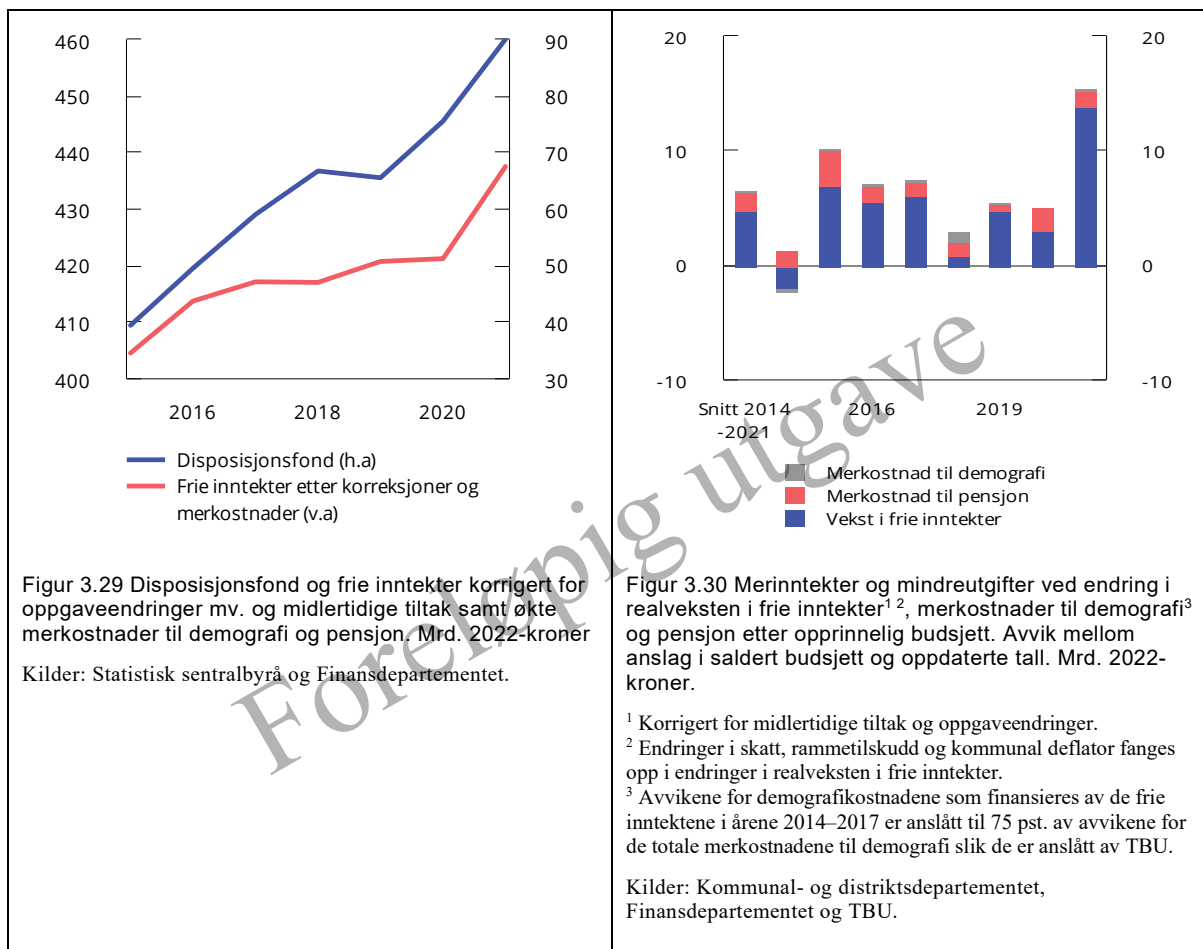 460
450
440
430
420
410
400
90
80
70
60
50
40
30
2016 2018 2020
Disposisjonsfond (h.a)
Frie inntekter etter korreksjoner og
merkostnader (v.a)
Figur 3.29 Disposisjonsfond og frie inntekter korrigert for
oppgaveendringer mv. og midlertidige tiltak samt økte
merkostnader til demografi og pensjon. Mrd. 2022-kroner
Kilder: Statistisk sentralbyrå og Finansdepartementet.
20
10
0
-10
20
10
0
-10
Snitt 2014 2016 2019
-2021
Merkostnad til demografi
Merkostnad til pensjon
Vekst i frie inntekter
Figur 3.30 Merinntekter og mindreutgifter ved endring i
realveksten i frie inntekter¹ ², merkostnader til demografi³
og pensjon etter opprinnelig budsjett. Avvik mellom
anslag i saldert budsjett og oppdaterte tall. Mrd. 2022-
kroner.
¹ Korrigert for midlertidige tiltak og oppgaveendringer.
² Endringer i skatt, rammetilskudd og kommunal deflator fanges
opp i endringer i realveksten i frie inntekter.
³ Avvikene for demografikostnadene som finansieres av de frie
inntektene i årene 2014–2017 er anslått til 75 pst. av avvikene for
de totale merkostnadene til demografi slik de er anslått av TBU.
Kilder: Kommunal- og distriktsdepartementet,
Finansdepartementet og TBU.
Foreløpig utgave